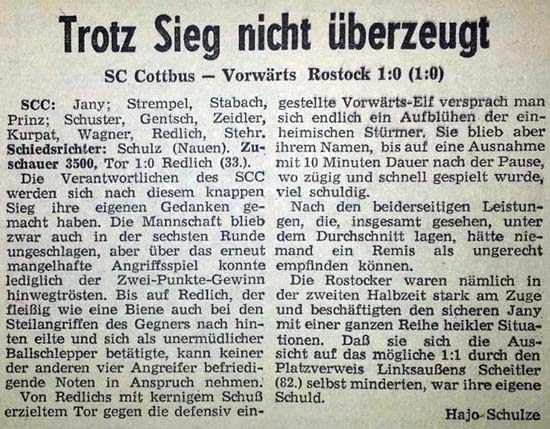 Trotz Sieg nicht überzeugt
SC Cottbus — Vorwärts Rostock 1:0 (1:0)
SCC: Jany; Strempel, Stabach,
Prinz; Schuster, Gentsch, Zeidler,
Kurpat, Wagner, Redlich, Stehr.
Schiedsrichter: Schulz (Nauen). Zu-
schauer 3500, Tor 1:0 Redlich (33.).
Die Verantwortlichen des SCC
werden sich nach diesem knappen
Sieg ihre eigenen Gedanken ge-
macht haben. Die Mannschaft blieb
zwar auch in der sechsten Runde
ungeschlagen, aber über das erneut
mangelhafte Angriffsspiel konnte
lediglich der Zwei-Punkte-Gewinn
hinwegtrösten. Bis auf Redlich, der
fleißig wie eine Biene auch bei den
Steilangriffen des Gegners nach hin-
ten eilte und sich als unermüdlicher
Ballschlepper betätigte, kann keiner
der anderen vier Angreifer befriedi-
gende Noten in Anspruch nehmen.
Von Redlichs mit kernigem Schuß
erzieltem Tor gegen die defensiv ein-
gestellte Vorwärts-Elf versprach man
sich endlich ein Aufblühen der ein-
heimischen Stürmer. Sie blieb aber
ihrem Namen, bis auf eine Ausnahme
mit 10 Minuten Dauer nach der Pause,
wo zügig und schnell gespielt wurde,
viel schuldig.
Nach den beiderseitigen Leistun-
gen, die, insgesamt gesehen, unter
dem Durchschnitt lagen, hätte nie-
mand ein Remis als ungerecht
empfinden können.
Die Rostocker waren nämlich in
der zweiten Halbzeit stark am Zuge
und beschäftigten den sicheren Jany
mit einer ganzen Reihe heikler Situa-
tionen. Daß sie sich die Aus-
sicht auf das mögliche 1:1 durch den
Platzverweis Linksaußens Scheitler
(82.) selbst minderten, war ihre eigene
Schuld.
Hajo Schulze